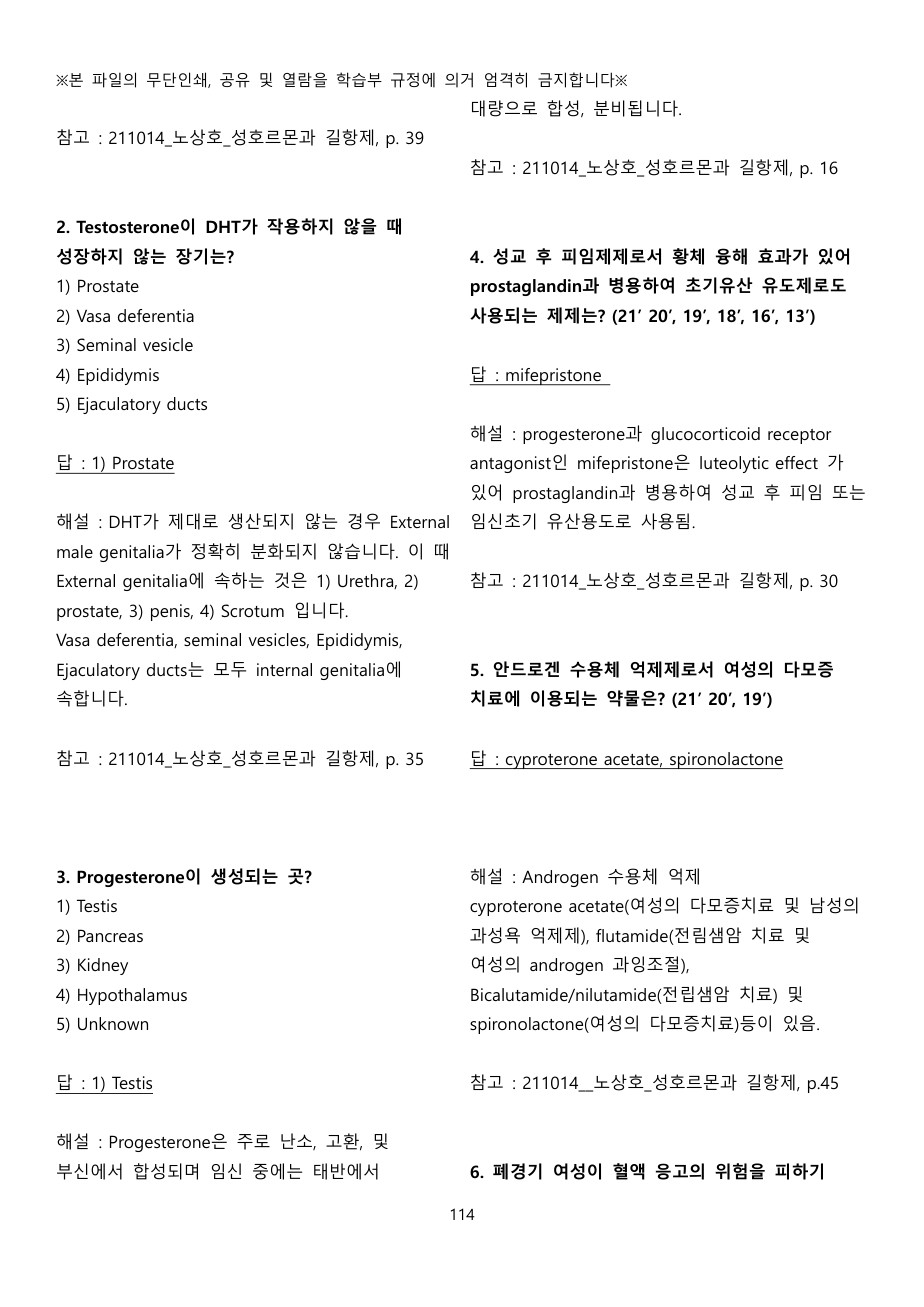 ※본 파일의 무단인쇄, 공유 및 열람을 학습부 규정에 의거 엄격히 금지합니다※
참고 : 211014_노상호_성호르몬과 길항제, p. 39
2. Testosterone이 DHT가 작용하지 않을 때
성장하지 않는 장기는?
1) Prostate
2) Vasa deferentia
3) Seminal vesicle
4) Epididymis
5) Ejaculatory ducts
답 : 1) Prostate
해설 : DHT가 제대로 생산되지 않는 경우 External
male genitalia가 정확히 분화되지 않습니다. 이 때
External genitalia에 속하는 것은 1) Urethra, 2)
prostate, 3) penis, 4) Scrotum 입니다.
Vasa deferentia, seminal vesicles, Epididymis,
Ejaculatory ducts는 모두 internal genitalia에
속합니다.
참고 : 211014_노상호_성호르몬과 길항제, p. 35
3. Progesterone이 생성되는 곳?
1) Testis
2) Pancreas
3) Kidney
4) Hypothalamus
5) Unknown
답 : 1) Testis
해설 : Progesterone은 주로 난소, 고환, 및
부신에서 합성되며 임신 중에는 태반에서
대량으로 합성, 분비됩니다.
참고 : 211014_노상호_성호르몬과 길항제, p. 16
4. 성교 후 피임제제로서 황체 융해 효과가 있어
prostaglandin과 병용하여 초기유산 유도제로도
사용되는 제제는? (21’ 20’, 19’, 18’, 16’, 13’)
답 : mifepristone
해설 : progesterone과 glucocorticoid receptor
antagonist인 mifepristone은 luteolytic effect 가
있어 prostaglandin과 병용하여 성교 후 피임 또는
임신초기 유산용도로 사용됨.
참고 : 211014_노상호_성호르몬과 길항제, p. 30
5. 안드로겐 수용체 억제제로서 여성의 다모증
치료에 이용되는 약물은? (21’ 20’, 19’)
답 : cyproterone acetate, spironolactone
해설 : Androgen 수용체 억제
cyproterone acetate(여성의 다모증치료 및 남성의
과성욕 억제제), flutamide(전림샘암 치료 및
여성의 androgen 과잉조절),
Bicalutamide/nilutamide(전립샘암 치료) 및
spironolactone(여성의 다모증치료)등이 있음.
참고 : 211014__노상호_성호르몬과 길항제, p.45
6. 폐경기 여성이 혈액 응고의 위험을 피하기
114